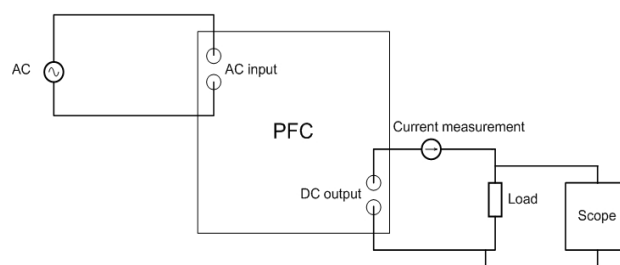 AC
AC input
PFC
Current measurement
DC output
Load
Scope